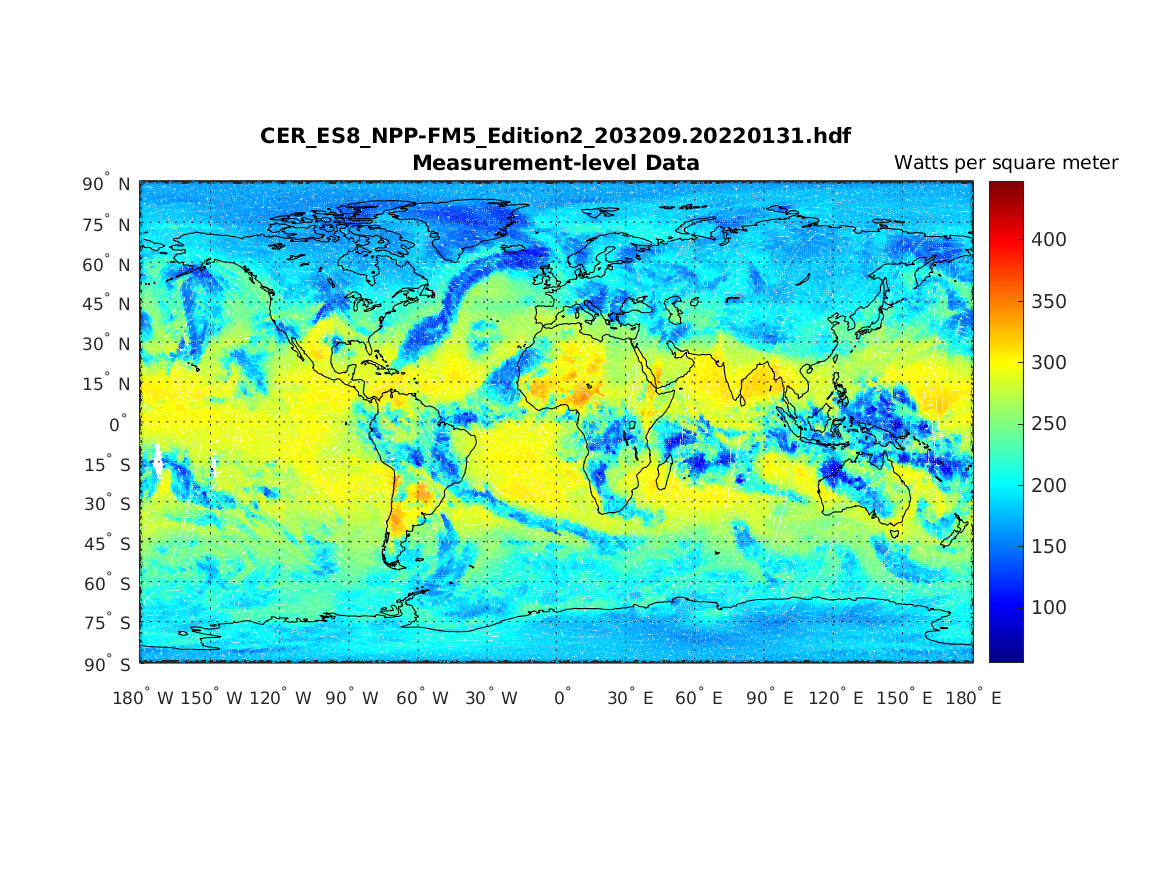 CER_ES8_NPP-FM5_Edition2_203209.20220131.hdf
Measurement-level Data
Watts per square meter
90° N
75° N
60° N
45° N
30° N
15° N
0°
15° S
30° S
45° S
60° S
75° S
90° S
180° W 150° W 120° W 90° W 60° W 30° W 0° 30° E 60° E 90° E 120° E 150° E 180° E
400
350
300
250
200
150
100